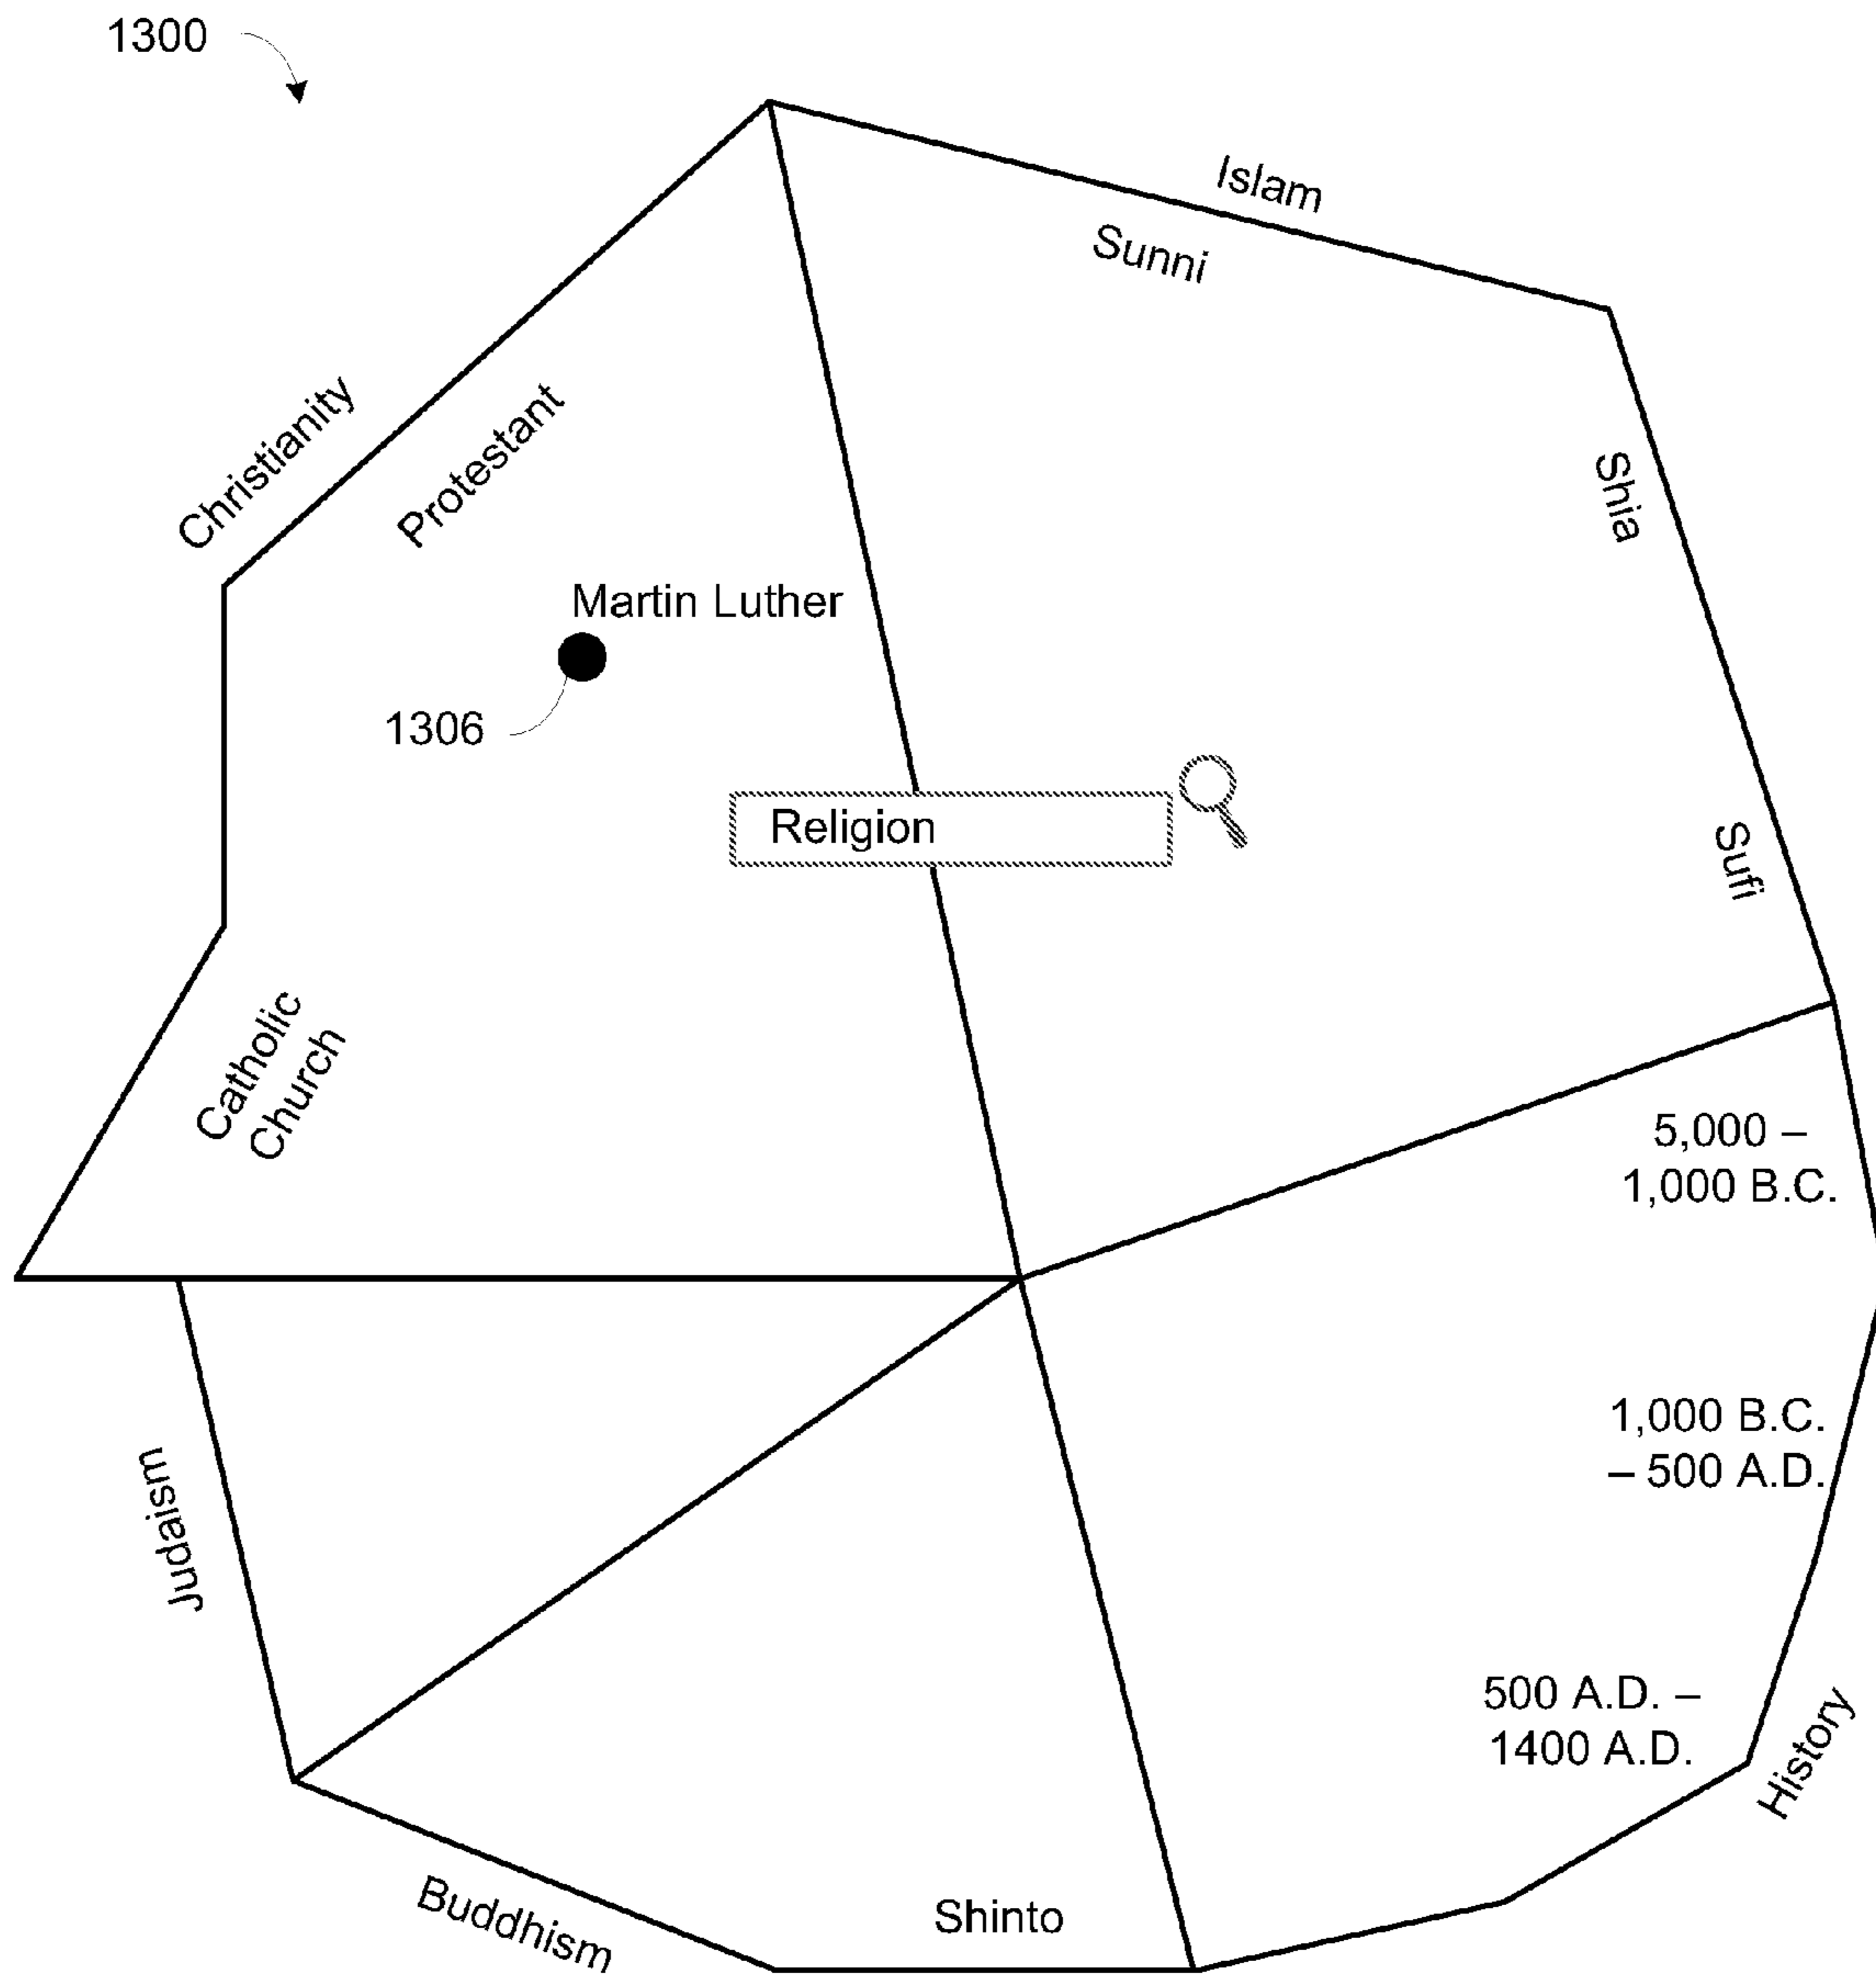 1300
Islam
Sunni
Christianity
Protestant
Shia
Martin Luther
1306
Religion
Sufi
Catholic
Church
5,000 –
1,000 B.C.
1,000 B.C.
– 500 A.D.
Judaism
500 A.D. –
1400 A.D.
History
Buddhism
Shinto